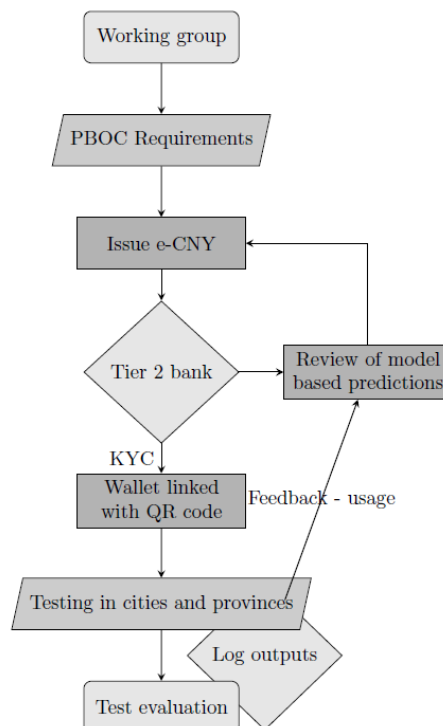 Working group
PBOC Requirements
Issue e-CNY
Tier 2 bank
Review of model
based predictions
KYC
Wallet linked
with QR code
Feedback - usage
Testing in cities and provinces
Log outputs
Test evaluation